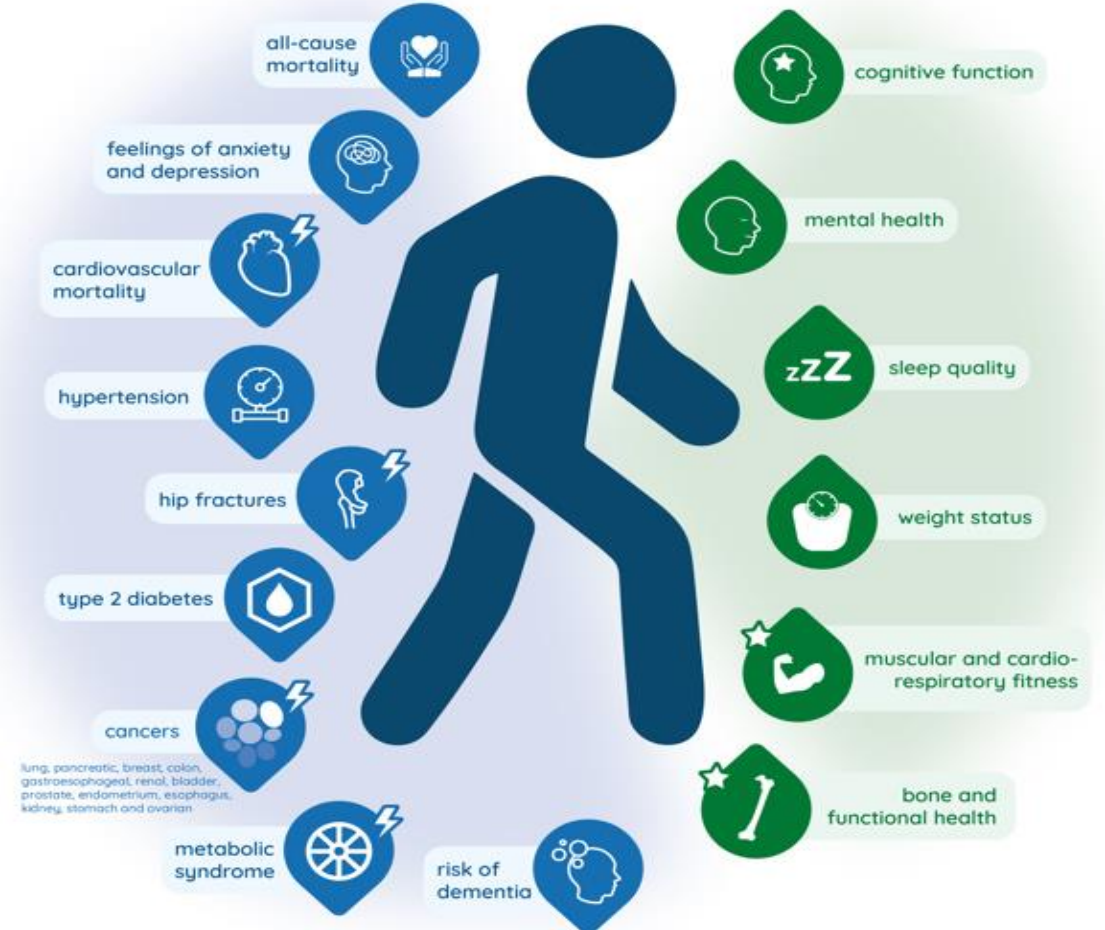 all-cause
mortality
feelings of anxiety
and depression
cardiovascular
mortality
hypertension
hip fractures
type 2 diabetes
cancers
lung, pancreatic, breast, colon,
gastroesophageal, renal, bladder,
prostate, endometrium, esophagus,
kidney, stomach and ovarian
metabolic
syndrome
risk of
dementia
cognitive function
mental health
zzZ
sleep quality
weight status
muscular and cardio-
respiratory fitness
bone and
functional health